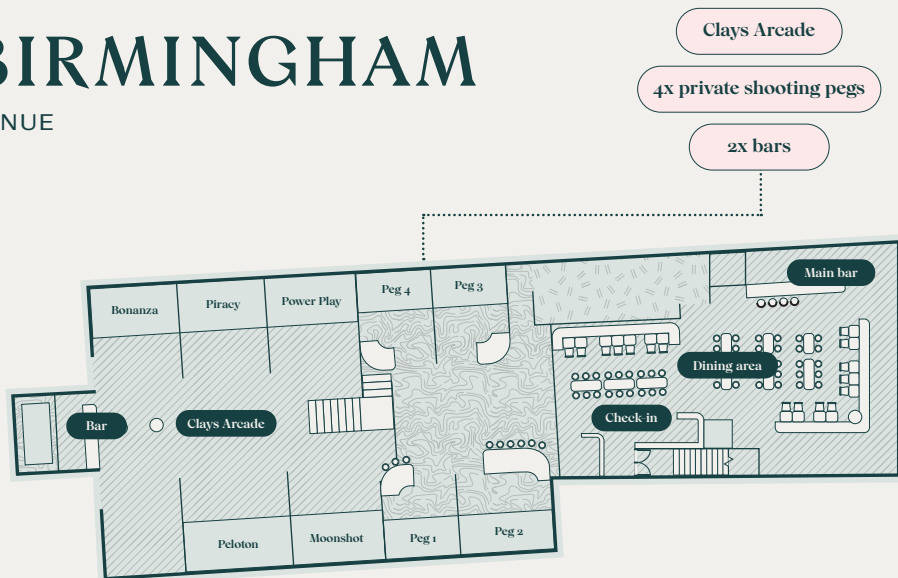 BIRMINGHAM
NUE
Clays Arcade
4x private shooting pegs
2x bars
Main bar
Peg 4
Peg 3
Bonanza
Piracy
Power Play
Dining area
Check-in
Bar
Clays Arcade
Peloton
Moonshot
Peg 1
Peg 2